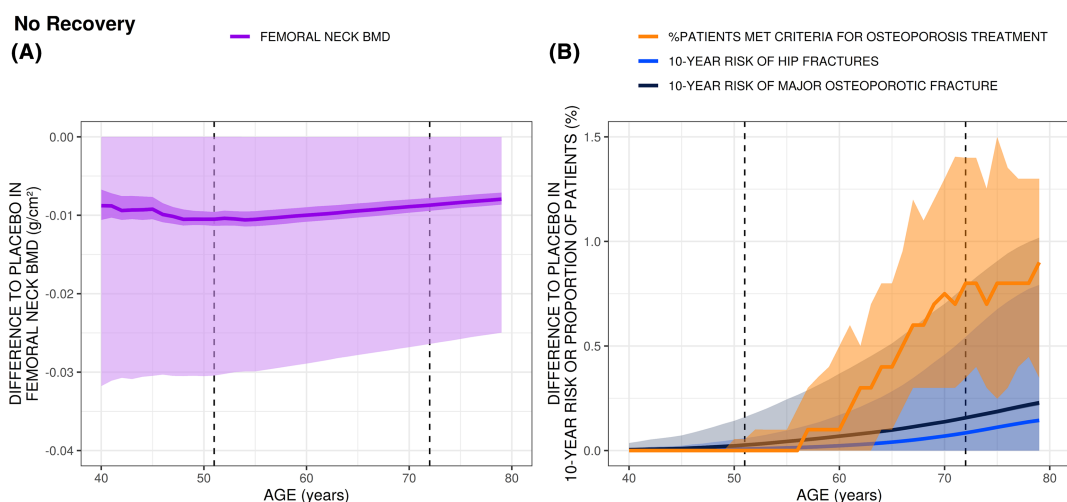 No Recovery
(A)
FEMORAL NECK BMD
DIFFERENCE TO PLACEBO IN
FEMORAL NECK BMD (g/cm²)
0.00
-0.01
-0.02
-0.03
-0.04
40
50
60
70
80
AGE (years)
(B)
%PATIENTS MET CRITERIA FOR OSTEOPOROSIS TREATMENT
10-YEAR RISK OF HIP FRACTURES
10-YEAR RISK OF MAJOR OSTEOPOROTIC FRACTURE
DIFFERENCE TO PLACEBO IN
10-YEAR RISK OR PROPORTION OF PATIENTS (%)
1.5
1.0
0.5
0.0
40
50
60
70
80
AGE (years)